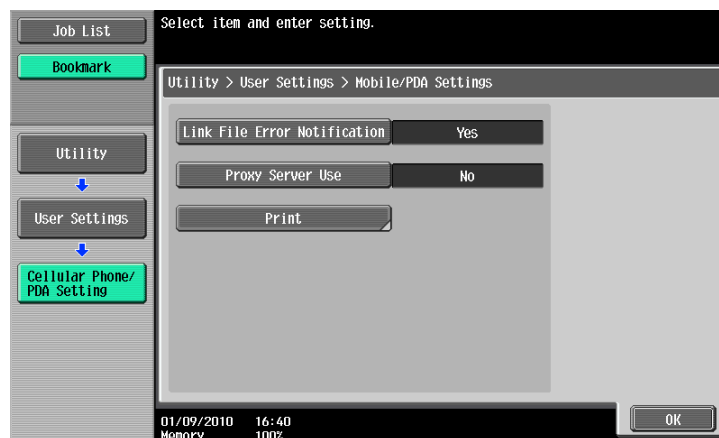 Job List
Bookmark
Select item and enter setting.
Utility > User Settings > Mobile/PDA Settings
Link File Error Notification
Yes
Proxy Server Use
No
Print
Utility
User Settings
Cellular Phone/
PDA Setting
01/09/2010 16:40
Memory 100%
OK